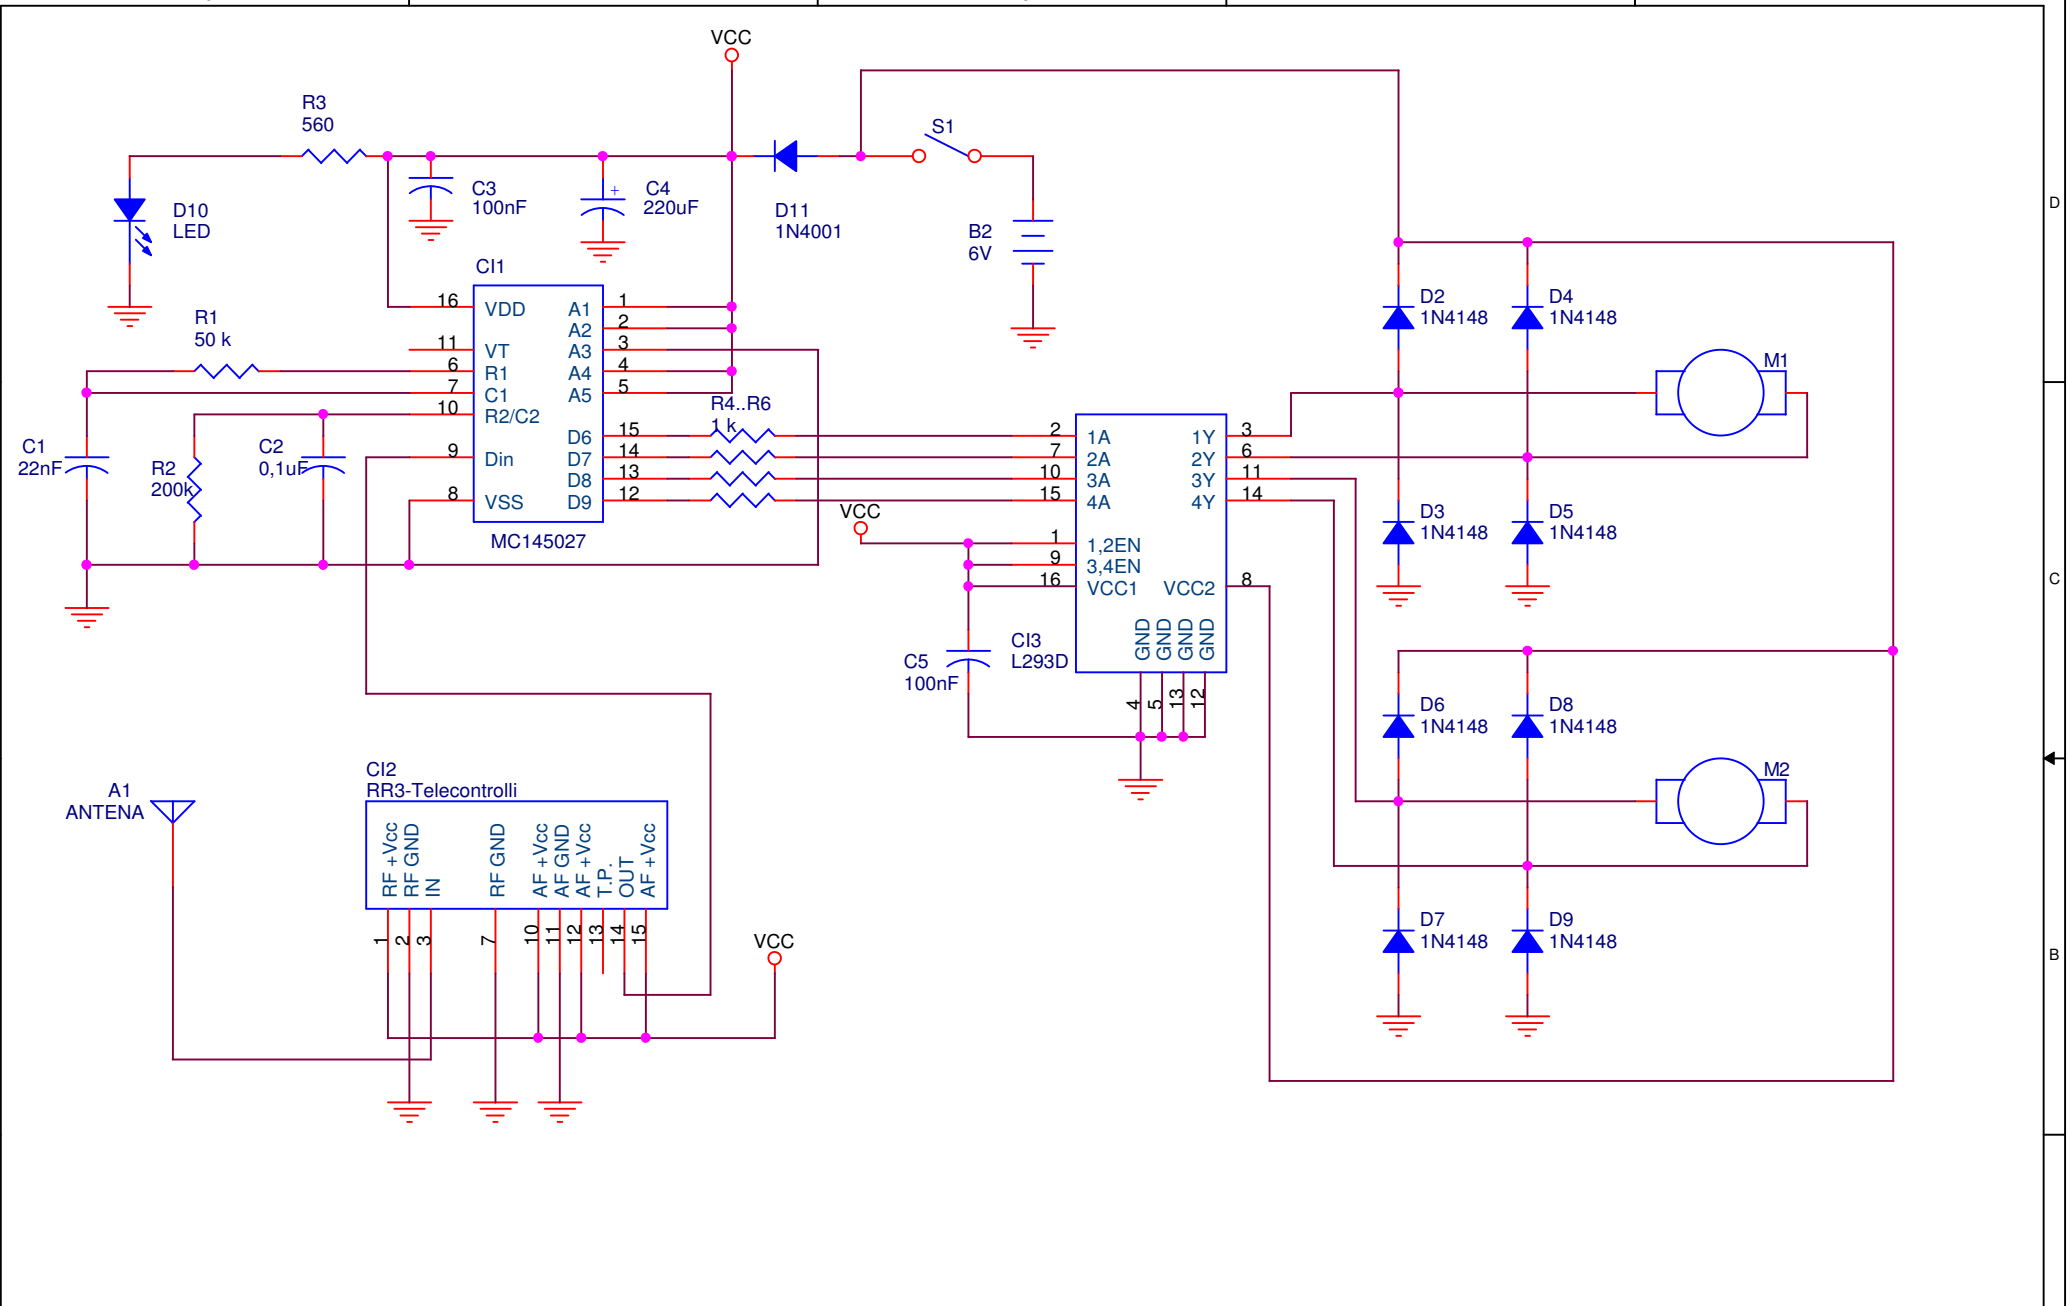 VCC
R3
560
S1
C3
100nF
+
C4
220uF
D10
LED
D11
1N4001
B2
6V
D
CI1
16
VDD
A1
1
A2
2
11
VT
A3
3
6
R1
A4
4
7
C1
A5
5
10
R2/C2
D6
15
9
Din
D7
14
D8
13
8
VSS
D9
12
MC145027
R1
50 k
C1
22nF
R2
200k
C2
0,1uF
R4..R6
1 k
D2
1N4148
D4
1N4148
M1
2
1A
1Y
3
7
2A
2Y
6
10
3A
3Y
11
15
4A
4Y
14
VCC
1
1,2EN
9
3,4EN
16
VCC1
VCC2
8
GND
GND
GND
GND
4
5
13
12
CI3
L293D
C5
100nF
D3
1N4148
D5
1N4148
C
D6
1N4148
D8
1N4148
M2
D7
1N4148
D9
1N4148
B
A1
ANTENA
CI2
RR3-Telecontrolli
RF +Vcc
RF GND
IN
RF GND
AF +Vcc
AF GND
AF +Vcc
T.P.
OUT
AF +Vcc
1
2
3
7
10
11
12
13
14
15
VCC